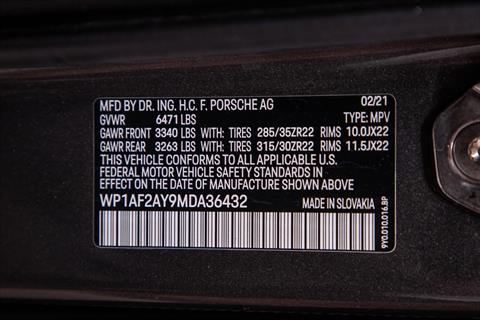 MFD BY DR. ING. H.C. F. PORSCHE AG 02/21
GVWR 6471 LBS TYPE: MPV
GAWR FRONT 3340 LBS WITH: TIRES 285/35ZR22 RIMS 10.0JX22
GAWR REAR 3263 LBS WITH: TIRES 315/30ZR22 RIMS 11.5JX22
THIS VEHICLE CONFORMS TO ALL APPLICABLE U.S.
FEDERAL MOTOR VEHICLE SAFETY STANDARDS IN
EFFECT ON THE DATE OF MANUFACTURE SHOWN ABOVE
WP1AF2AY9MDA36432 MADE IN SLOVAKIA
9Y0.010.016.BP